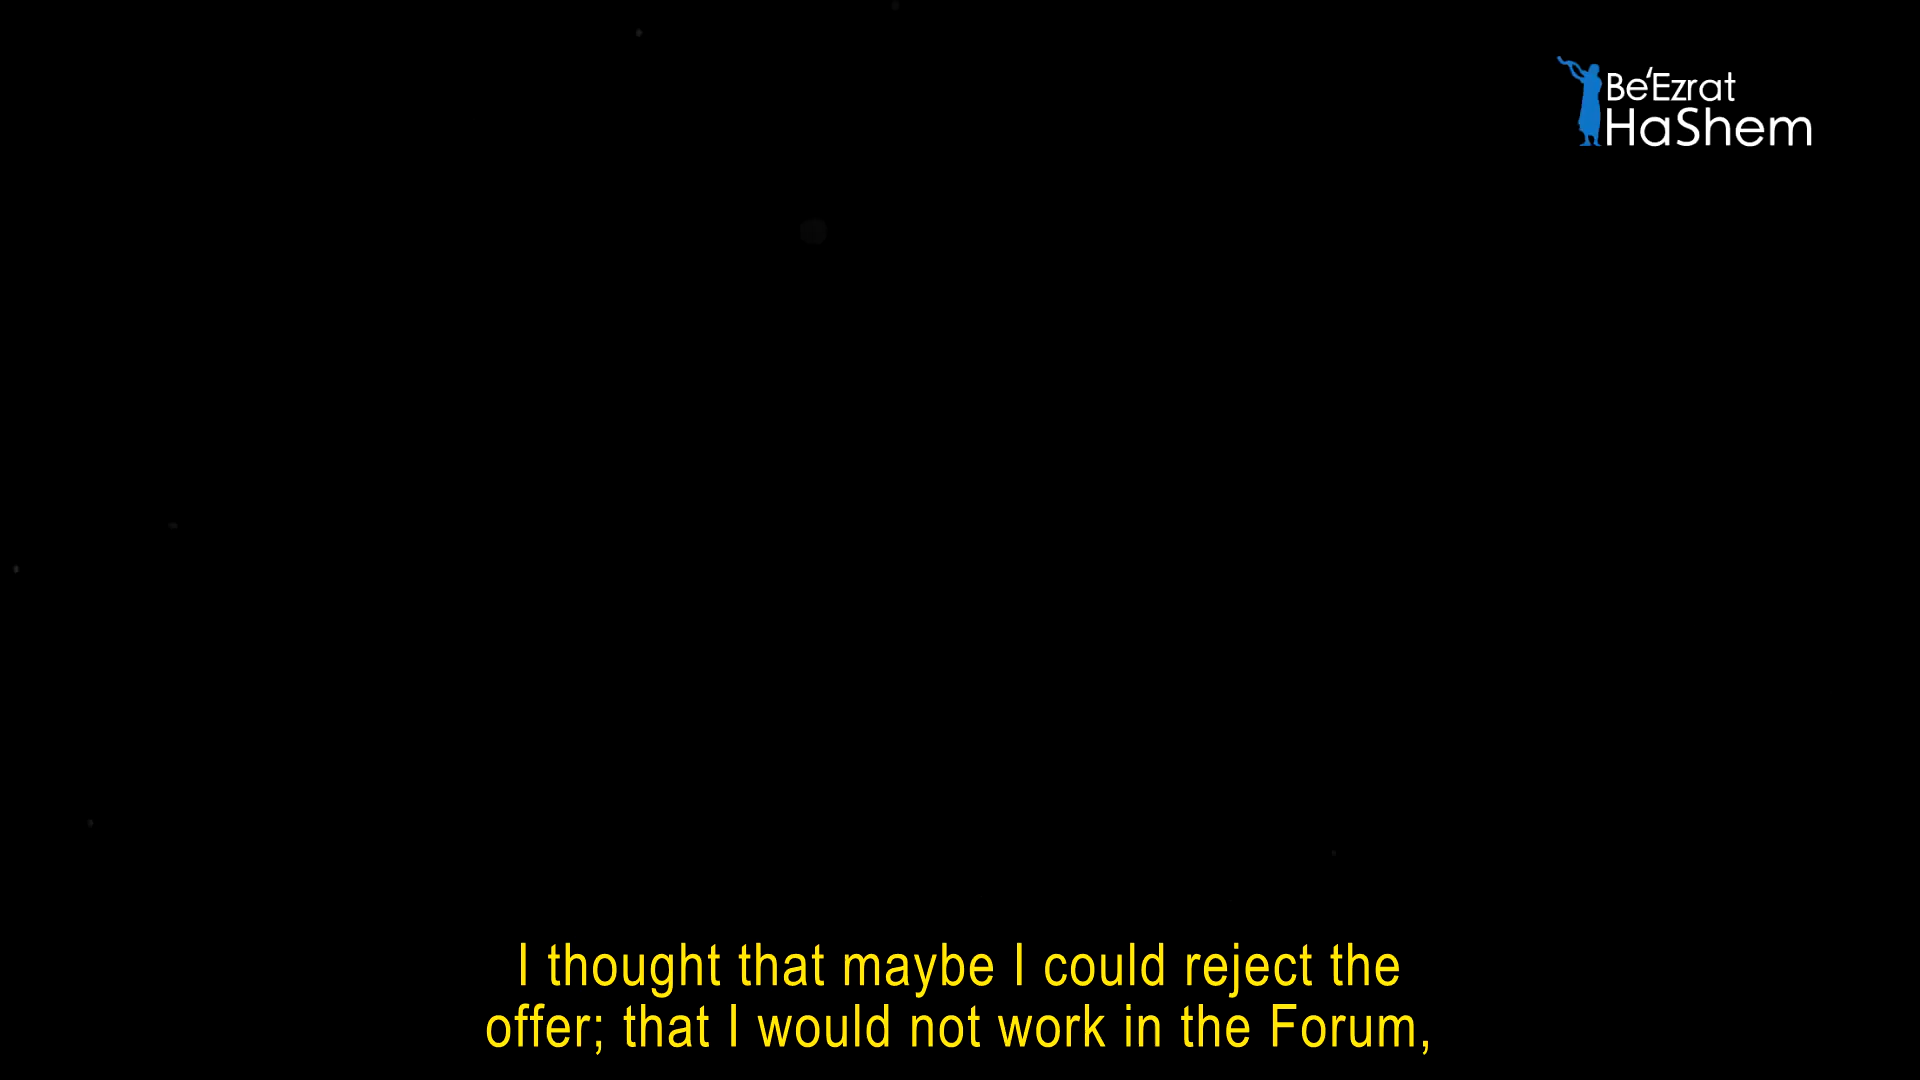 Be'Ezrat
HaShem
I thought that maybe I could reject the
offer; that I would not work in the Forum,